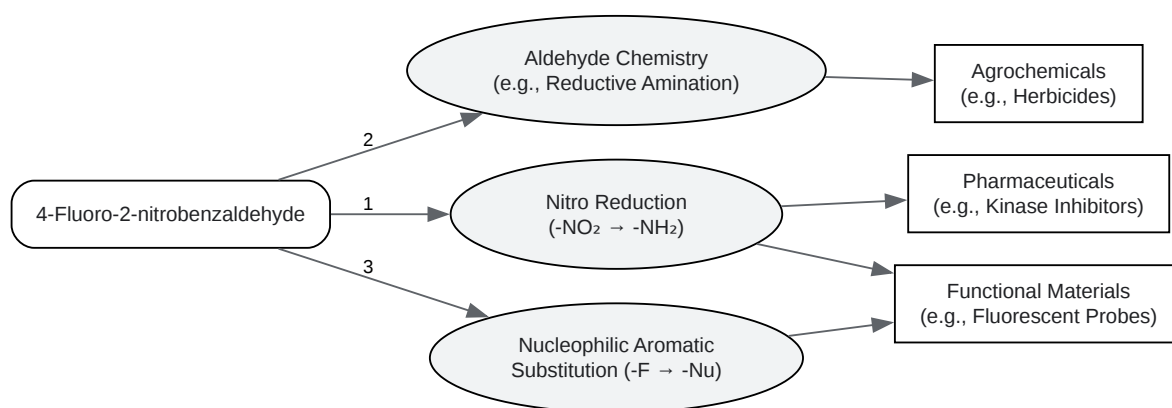 4-Fluoro-2-nitrobenzaldehyde
2
1
3
Aldehyde Chemistry
(e.g., Reductive Amination)
Nitro Reduction
(-NO₂ → -NH₂)
Nucleophilic Aromatic
Substitution (-F → -Nu)
Agrochemicals
(e.g., Herbicides)
Pharmaceuticals
(e.g., Kinase Inhibitors)
Functional Materials
(e.g., Fluorescent Probes)